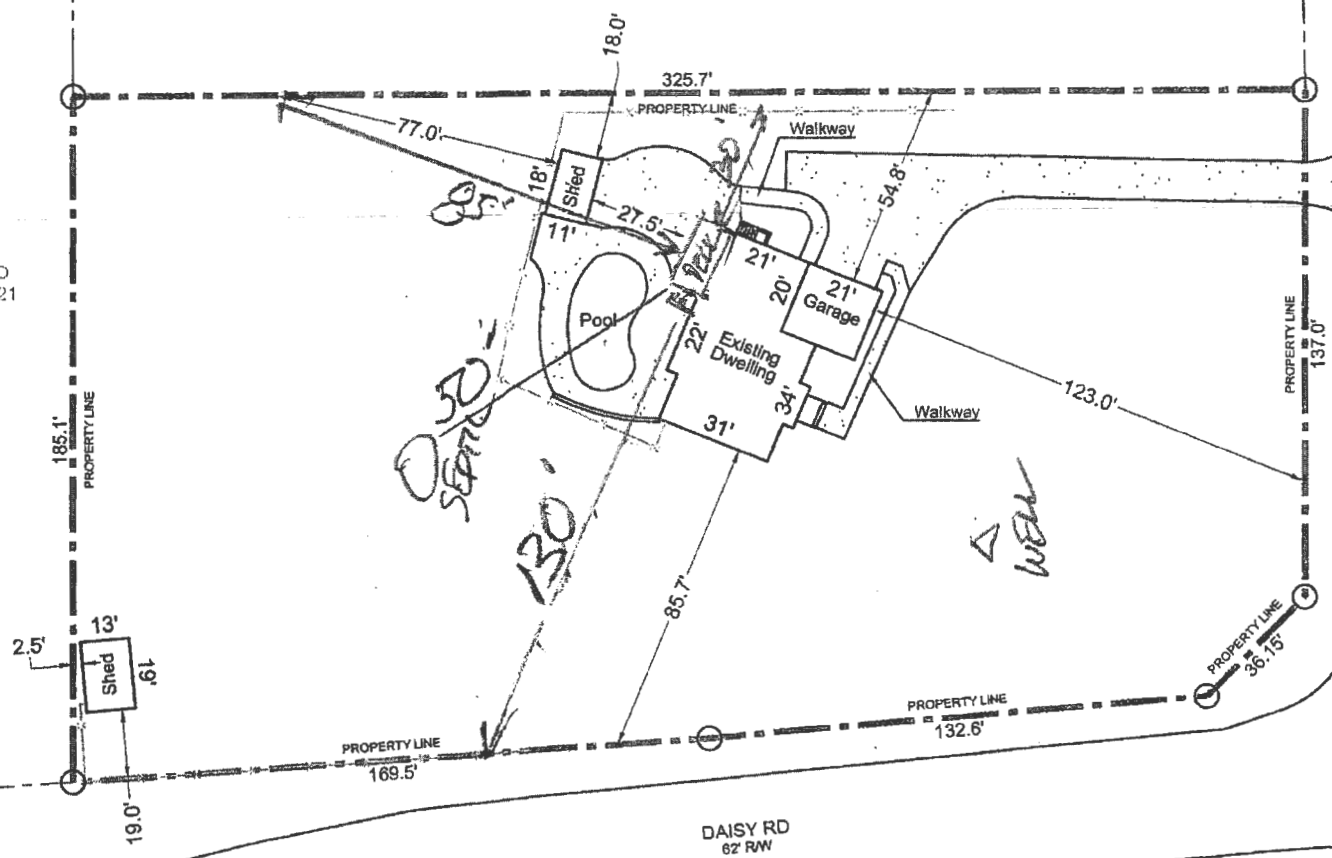 18.0'
325.7'
PROPERTY LINE
Walkway
77.0'
18'
Shed
54.8'
30'
27.5'
11'
Deck
21'
20'
21'
Garage
21
Pool
22'
Existing
Dwelling
PROPERTY LINE
137.0'
50'
SEPTIC
123.0'
34'
31'
Walkway
185.1'
PROPERTY LINE
130'
WELL
85.7'
13'
2.5'
Shed
19'
PROPERTY LINE
36.15'
PROPERTY LINE
132.6'
PROPERTY LINE
169.5'
19.0'
DAISY RD
62' R/W